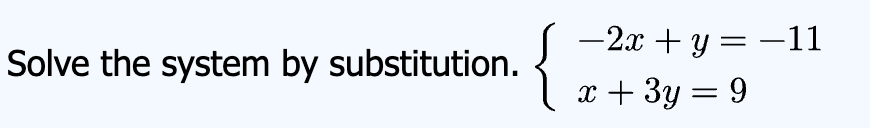 Solve the system by substitution. { −2x + y = −11
x + 3y = 9